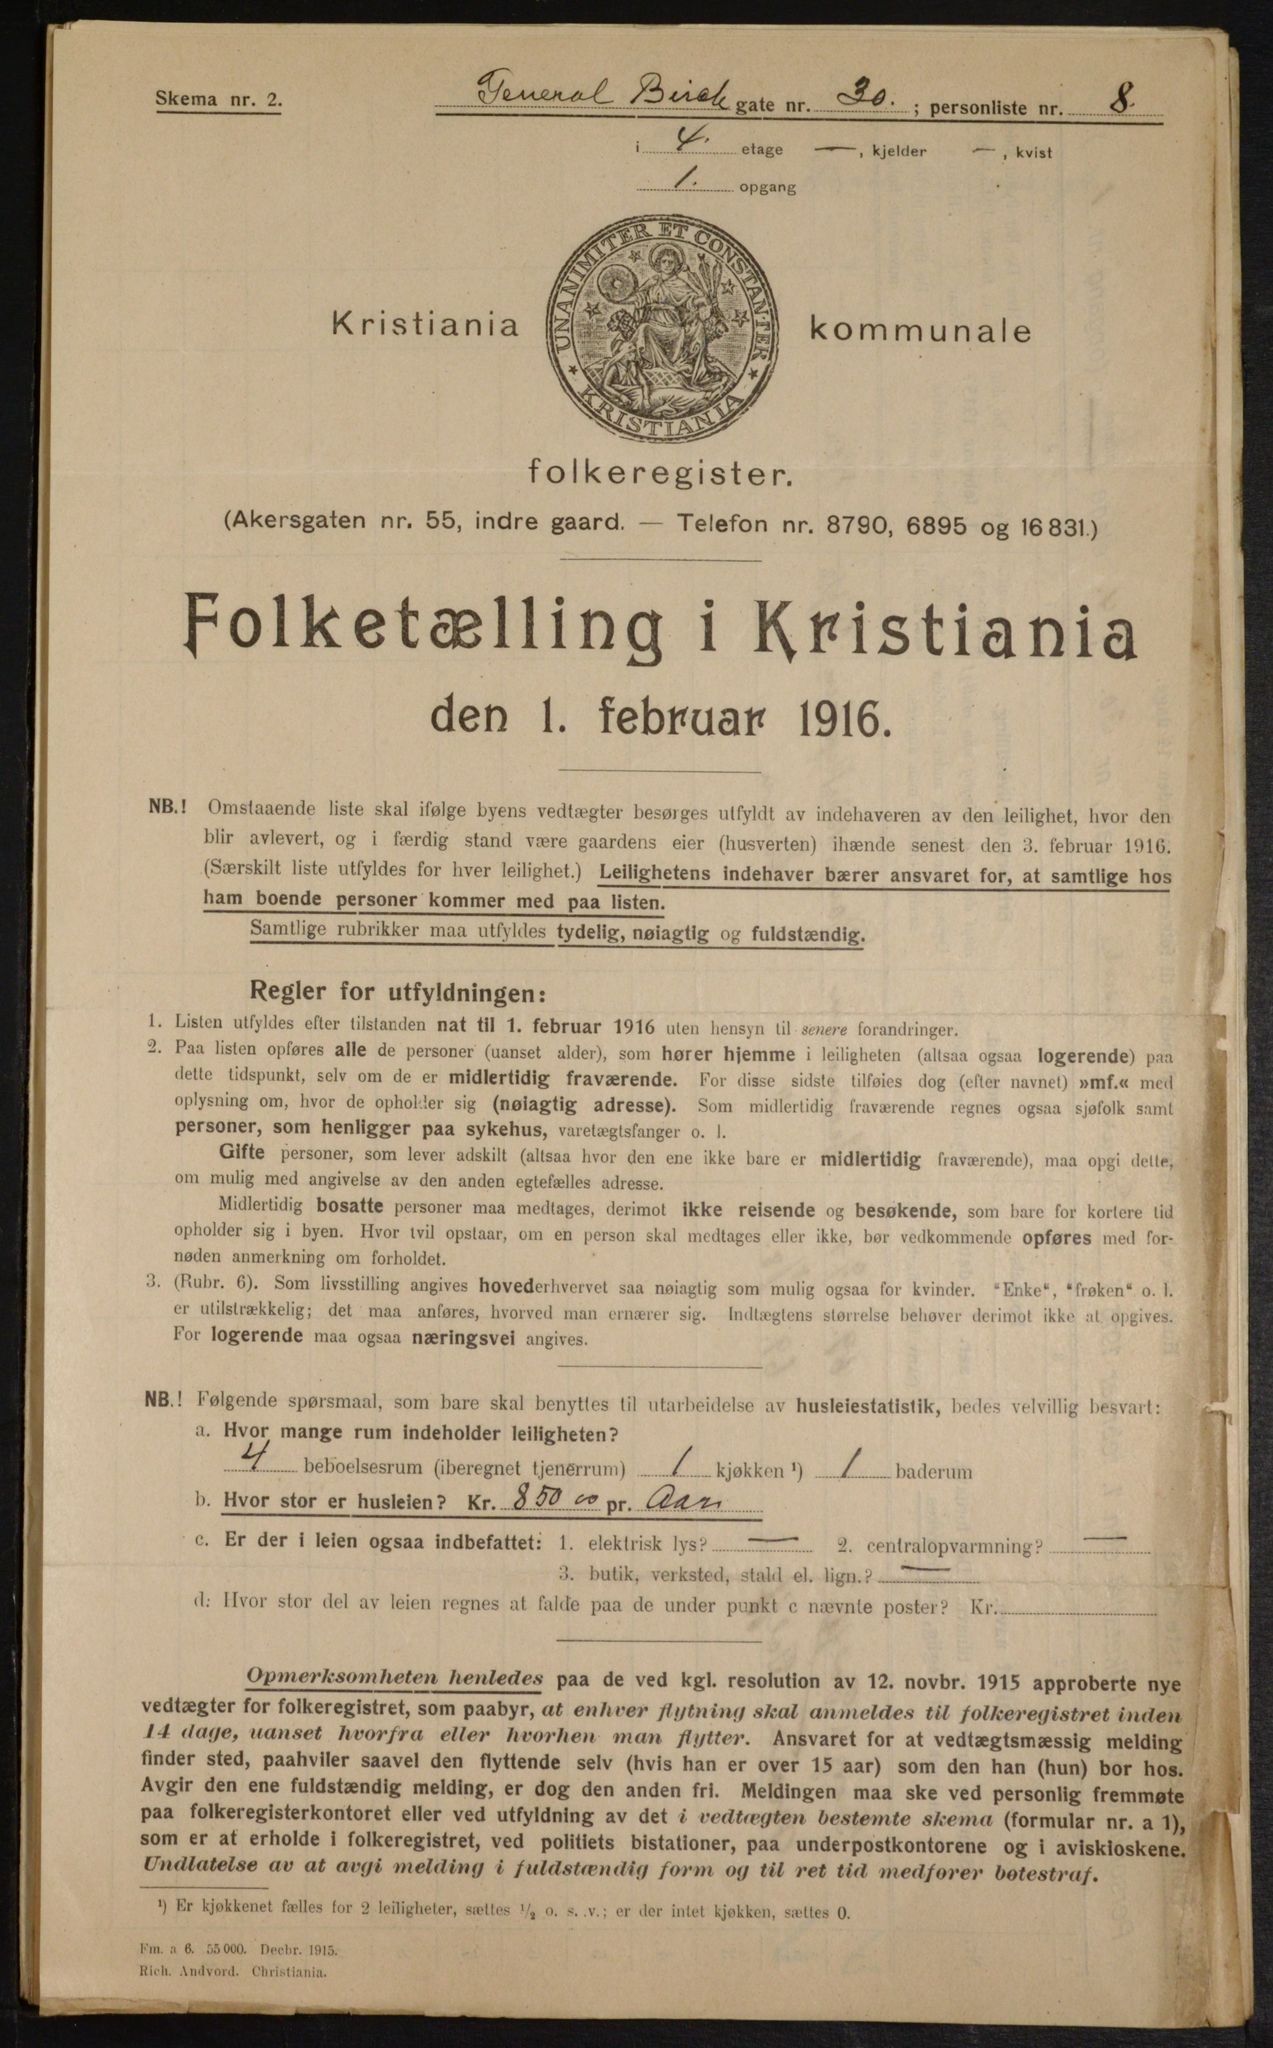 Skema nr. 2.
General Birch gate nr. 30. ; personliste nr. 8.
i 4. etage —, kjelder —, kvist
1. opgang
UNANIMITER ET CONSTANTER
KRISTIANIA
Kristiania kommunale
folkeregister.
(Akersgaten nr. 55, indre gaard. — Telefon nr. 8790, 6895 og 16831.)
Folketælling i Kristiania
den 1. februar 1916.
NB.! Omstaaende liste skal ifølge byens vedtægter besørges utfyldt av indehaveren av den leilighet, hvor den
blir avlevert, og i færdig stand være gaardens eier (husverten) ihænde senest den 3. februar 1916.
(Særskilt liste utfyldes for hver leilighet.) Leilighetens indehaver bærer ansvaret for, at samtlige hos
ham boende personer kommer med paa listen.
Samtlige rubrikker maa utfyldes tydelig, nøiagtig og fuldstændig.
Regler for utfyldningen:
1. Listen utfyldes efter tilstanden nat til 1. februar 1916 uten hensyn til senere forandringer.
2. Paa listen opføres alle de personer (uanset alder), som hører hjemme i leiligheten (altsaa ogsaa logerende) paa
dette tidspunkt, selv om de er midlertidig fraværende. For disse sidste tilføies dog (efter navnet) »mf.« med
oplysning om, hvor de opholder sig (nøiagtig adresse). Som midlertidig fraværende regnes ogsaa sjøfolk samt
personer, som henligger paa sykehus, varetægtsfanger o. l.
Gifte personer, som lever adskilt (altsaa hvor den ene ikke bare er midlertidig fraværende), maa opgi dette,
om mulig med angivelse av den anden egtefælles adresse.
Midlertidig bosatte personer maa medtages, derimot ikke reisende og besøkende, som bare for kortere tid
opholder sig i byen. Hvor tvil opstaar, om en person skal medtages eller ikke, bør vedkommende opføres med for-
nøden anmerkning om forholdet.
3. (Rubr. 6). Som livsstilling angives hovederhvervet saa nøiagtig som mulig ogsaa for kvinder. "Enke", "frøken" o. l.
er utilstrækkelig; det maa anføres, hvorved man ernærer sig. Indtægtens størrelse behøver derimot ikke at opgives.
For logerende maa ogsaa næringsvei angives.
NB.! Følgende spørsmaal, som bare skal benyttes til utarbeidelse av husleiestatistik, bedes velvillig besvart:
a. Hvor mange rum indeholder leiligheten?
4 beboelsesrum (iberegnet tjenerrum) 1 kjøkken ¹) 1 baderum
b. Hvor stor er husleien? Kr. 850 00 pr. Aar
c. Er der i leien ogsaa indbefattet: 1. elektrisk lys? — 2. centralopvarmning? —
3. butik, verksted, stald el. lign.? —
d. Hvor stor del av leien regnes at falde paa de under punkt c nævnte poster? Kr.
Opmerksomheten henledes paa de ved kgl. resolution av 12. novbr. 1915 approberte nye
vedtægter for folkeregistret, som paabyr, at enhver flytning skal anmeldes til folkeregistret inden
14 dage, uanset hvorfra eller hvorhen man flytter. Ansvaret for at vedtægtsmæssig melding
finder sted, paahviler saavel den flyttende selv (hvis han er over 15 aar) som den han (hun) bor hos.
Avgir den ene fuldstændig melding, er dog den anden fri. Meldingen maa ske ved personlig fremmøte
paa folkeregisterkontoret eller ved utfyldning av det i vedtægten bestemte skema (formular nr. a 1),
som er at erholde i folkeregistret, ved politiets bistationer, paa underpostkontorene og i aviskioskene.
Undlatelse av at avgi melding i fuldstændig form og til ret tid medfører bøtestraf.
¹) Er kjøkkenet fælles for 2 leiligheter, sættes ½ o. s. v.; er der intet kjøkken, sættes 0.
Fm. a 6. 55000. Decbr. 1915.
Rich. Andvord. Christiania.